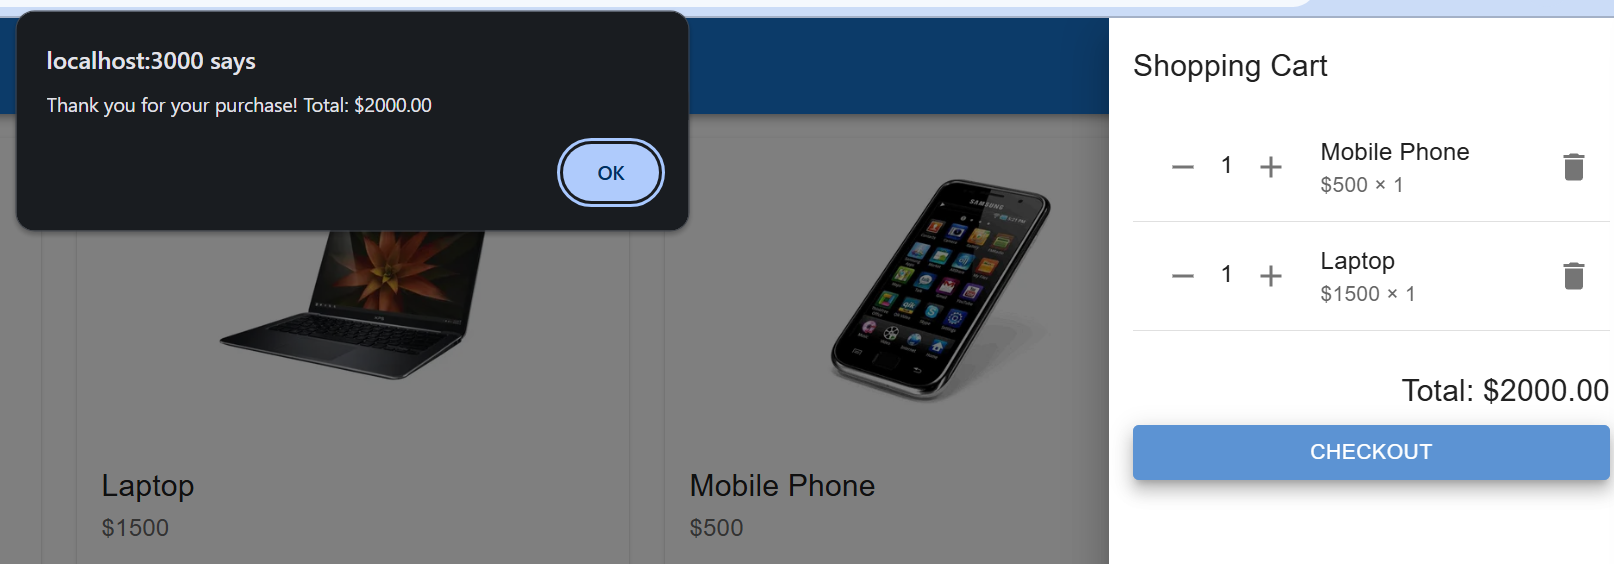 localhost:3000 says
Thank you for your purchase! Total: $2000.00
OK
SAMSUNG
Laptop
$1500
Mobile Phone
$500
Shopping Cart
1
Mobile Phone
$500 × 1
1
Laptop
$1500 × 1
Total: $2000.00
CHECKOUT